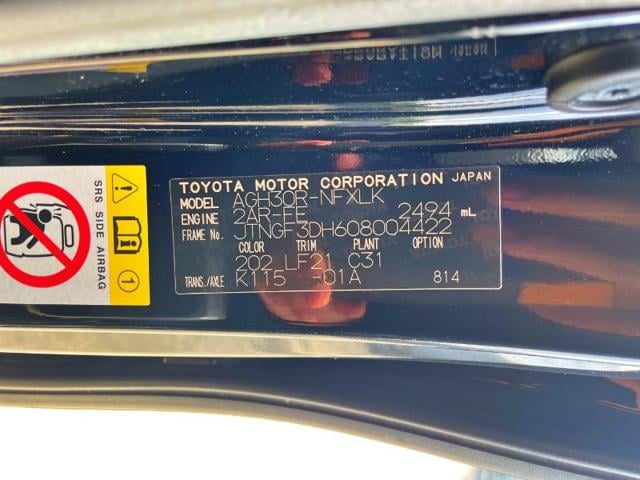 TOYOTA MOTOR CORPORATION JAPAN
MODEL AGH30R-NFXLK
ENGINE 2AR-FE 2494 mL
FRAME No. JTNGF3DH608004422
COLOR TRIM PLANT OPTION
202 LF21 C31
TRANS./AXLE K115 -01A 814
SRS SIDE AIRBAG
1